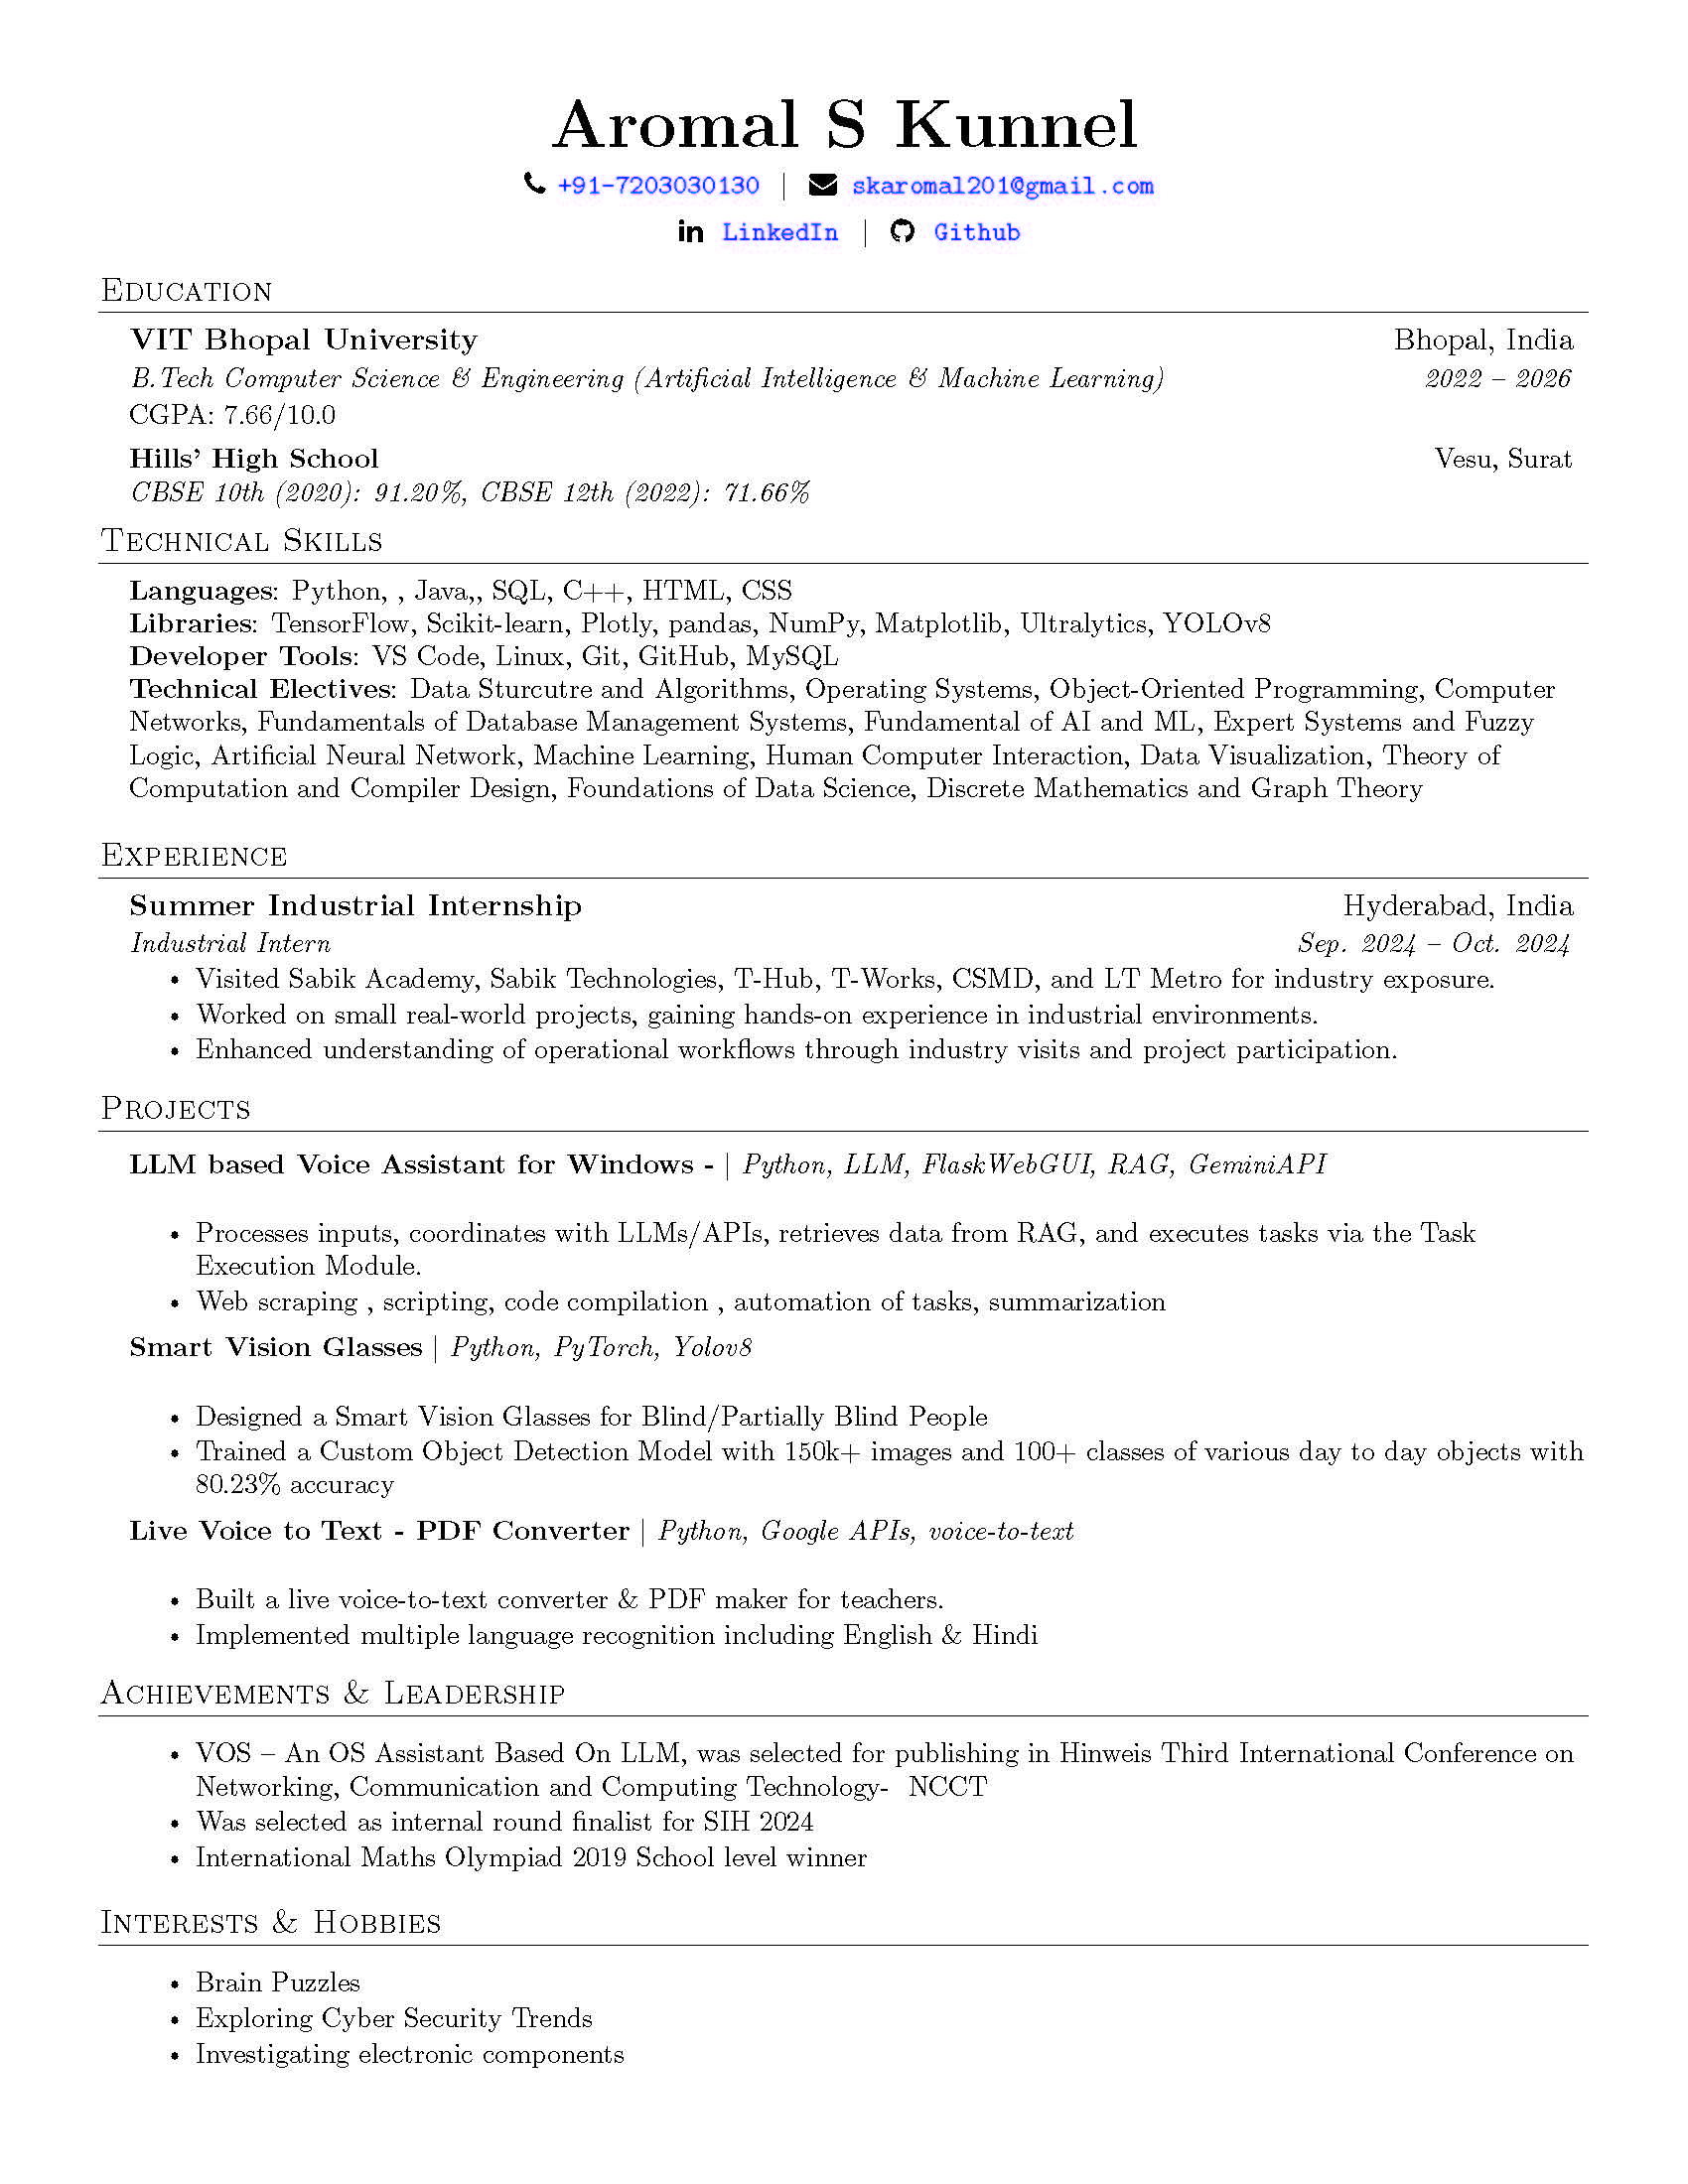 Aromal S Kunnel
+91-7203030130 | skaromal201@gmail.com
LinkedIn | Github
Education
VIT Bhopal University Bhopal, India
B.Tech Computer Science & Engineering (Artificial Intelligence & Machine Learning) 2022 – 2026
CGPA: 7.66/10.0
Hills' High School Vesu, Surat
CBSE 10th (2020): 91.20%, CBSE 12th (2022): 71.66%
Technical Skills
Languages: Python, , Java,, SQL, C++, HTML, CSS
Libraries: TensorFlow, Scikit-learn, Plotly, pandas, NumPy, Matplotlib, Ultralytics, YOLOv8
Developer Tools: VS Code, Linux, Git, GitHub, MySQL
Technical Electives: Data Sturcutre and Algorithms, Operating Systems, Object-Oriented Programming, Computer
Networks, Fundamentals of Database Management Systems, Fundamental of AI and ML, Expert Systems and Fuzzy
Logic, Artificial Neural Network, Machine Learning, Human Computer Interaction, Data Visualization, Theory of
Computation and Compiler Design, Foundations of Data Science, Discrete Mathematics and Graph Theory
Experience
Summer Industrial Internship Hyderabad, India
Industrial Intern Sep. 2024 – Oct. 2024
• Visited Sabik Academy, Sabik Technologies, T-Hub, T-Works, CSMD, and LT Metro for industry exposure.
• Worked on small real-world projects, gaining hands-on experience in industrial environments.
• Enhanced understanding of operational workflows through industry visits and project participation.
Projects
LLM based Voice Assistant for Windows - | Python, LLM, FlaskWebGUI, RAG, GeminiAPI
• Processes inputs, coordinates with LLMs/APIs, retrieves data from RAG, and executes tasks via the Task
Execution Module.
• Web scraping , scripting, code compilation , automation of tasks, summarization
Smart Vision Glasses | Python, PyTorch, Yolov8
• Designed a Smart Vision Glasses for Blind/Partially Blind People
• Trained a Custom Object Detection Model with 150k+ images and 100+ classes of various day to day objects with
80.23% accuracy
Live Voice to Text - PDF Converter | Python, Google APIs, voice-to-text
• Built a live voice-to-text converter & PDF maker for teachers.
• Implemented multiple language recognition including English & Hindi
Achievements & Leadership
• VOS – An OS Assistant Based On LLM, was selected for publishing in Hinweis Third International Conference on
Networking, Communication and Computing Technology- NCCT
• Was selected as internal round finalist for SIH 2024
• International Maths Olympiad 2019 School level winner
Interests & Hobbies
• Brain Puzzles
• Exploring Cyber Security Trends
• Investigating electronic components